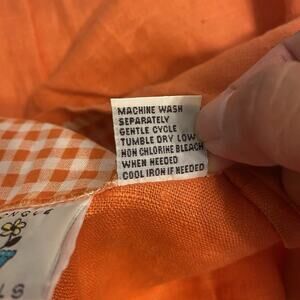 MACHINE WASH
SEPARATELY
GENTLE CYCLE
TUMBLE DRY LOW
NON CHLORINE BLEACH
WHEN NEEDED
COOL IRON IF NEEDED